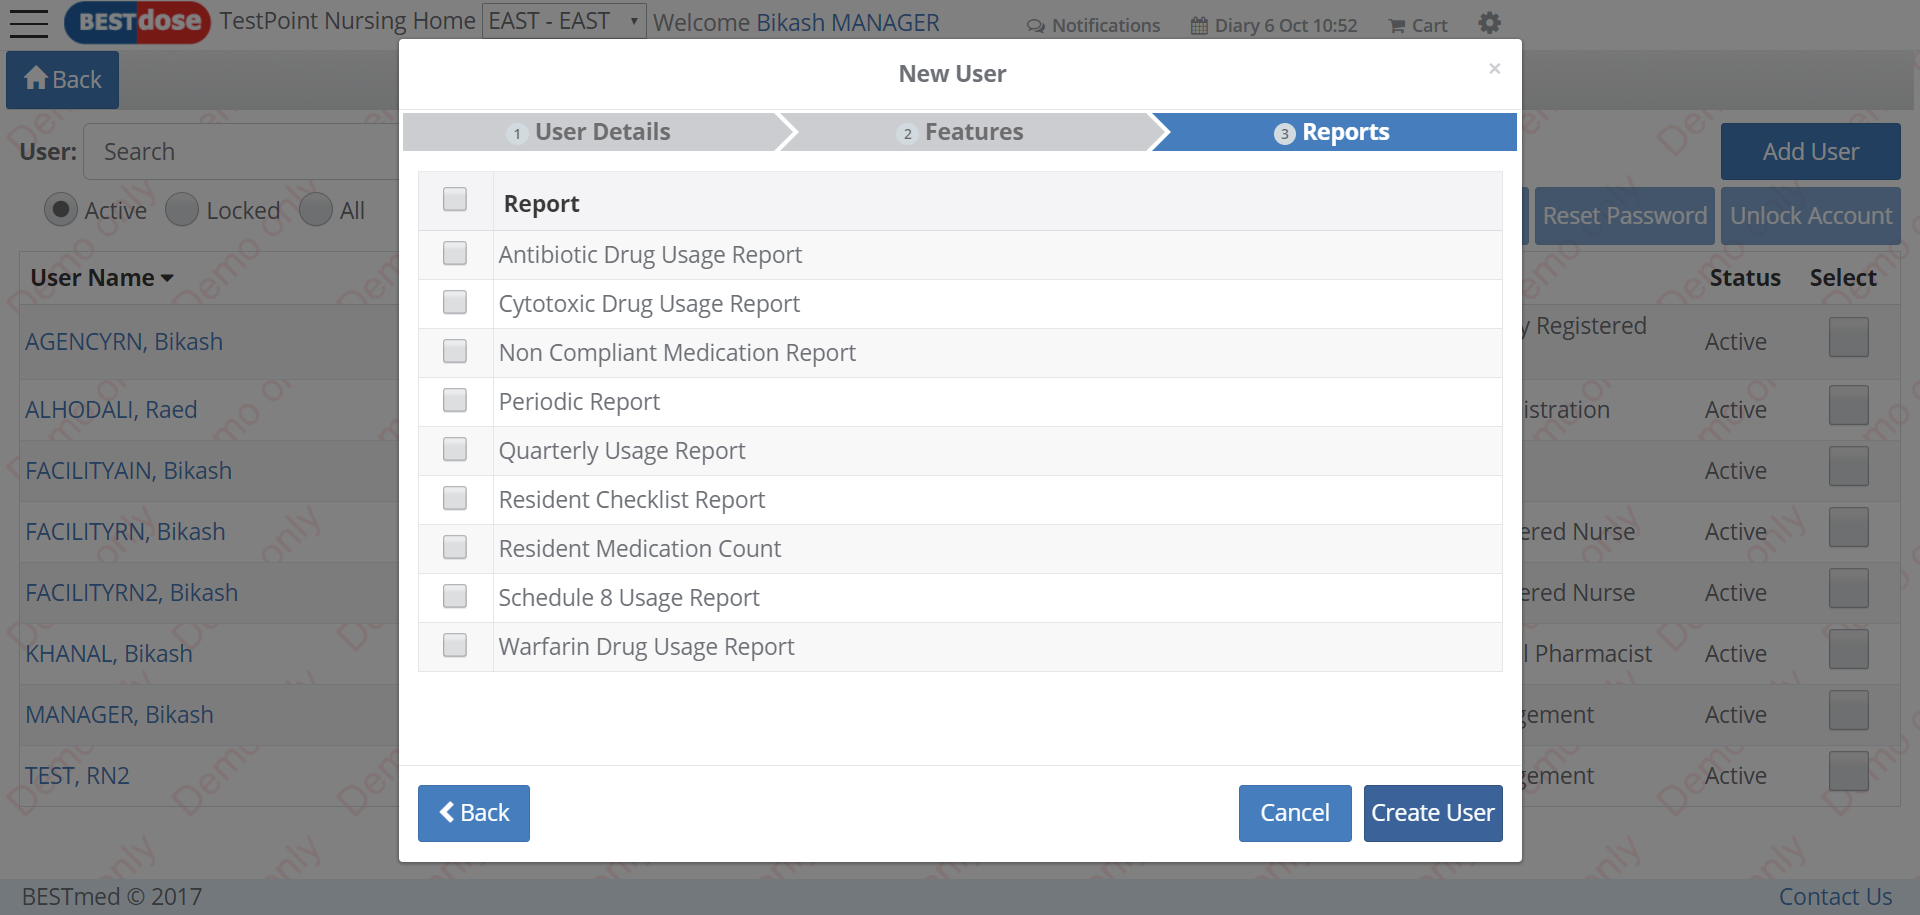 BESTdose TestPoint Nursing Home EAST - EAST Welcome Bikash MANAGER Notifications Diary 6 Oct 10:52 Cart
Back
New User
×
1 User Details 2 Features 3 Reports
User: Search
Add User
Active Locked All
Reset Password Unlock Account
User Name Status Select
AGENCYRN, Bikash y Registered Active
ALHODALI, Raed istration Active
FACILITYAIN, Bikash Active
FACILITYRN, Bikash ered Nurse Active
FACILITYRN2, Bikash ered Nurse Active
KHANAL, Bikash l Pharmacist Active
MANAGER, Bikash gement Active
TEST, RN2 gement Active
Report
Antibiotic Drug Usage Report
Cytotoxic Drug Usage Report
Non Compliant Medication Report
Periodic Report
Quarterly Usage Report
Resident Checklist Report
Resident Medication Count
Schedule 8 Usage Report
Warfarin Drug Usage Report
Back Cancel Create User
Demo only
BESTmed © 2017 Contact Us